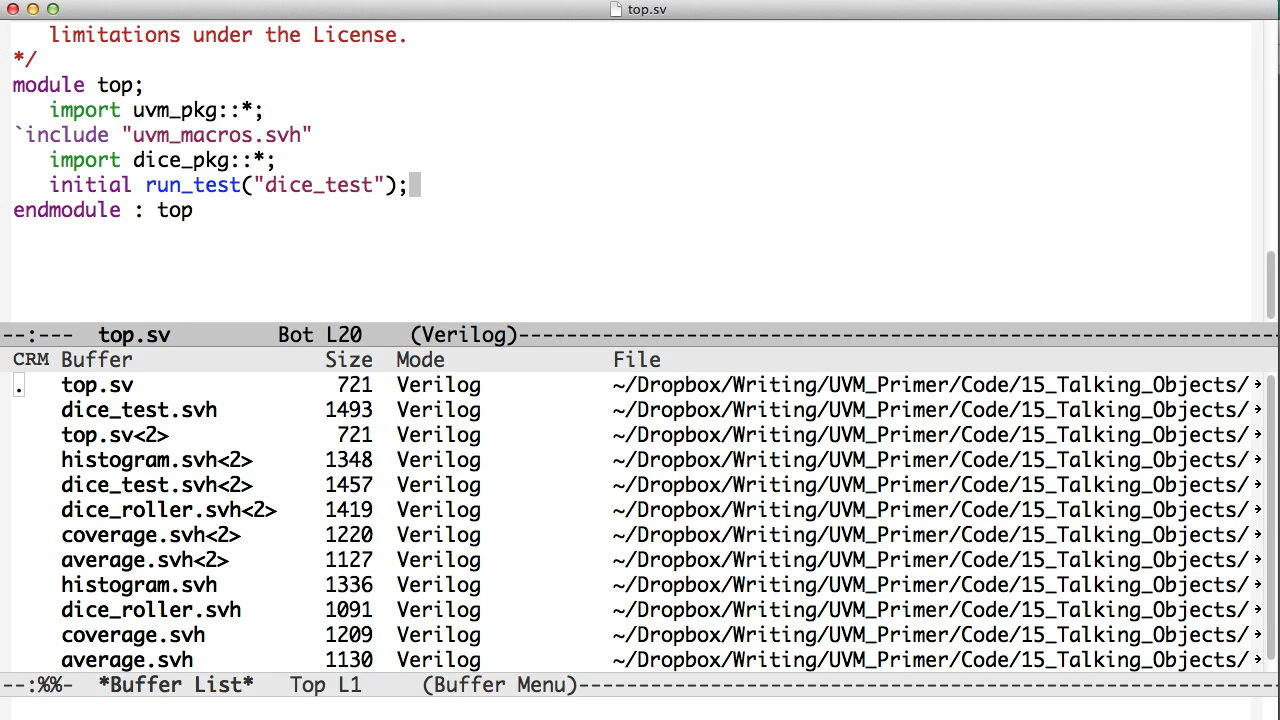 top.sv
limitations under the License.
*/
module top;
import uvm_pkg::*;
`include "uvm_macros.svh"
import dice_pkg::*;
initial run_test("dice_test");
endmodule : top
--:--- top.sv Bot L20 (Verilog)----------------------------------------------------------------
CRM Buffer Size Mode File
. top.sv 721 Verilog ~/Dropbox/Writing/UVM_Primer/Code/15_Talking_Objects/
dice_test.svh 1493 Verilog ~/Dropbox/Writing/UVM_Primer/Code/15_Talking_Objects/
top.sv<2> 721 Verilog ~/Dropbox/Writing/UVM_Primer/Code/15_Talking_Objects/
histogram.svh<2> 1348 Verilog ~/Dropbox/Writing/UVM_Primer/Code/15_Talking_Objects/
dice_test.svh<2> 1457 Verilog ~/Dropbox/Writing/UVM_Primer/Code/15_Talking_Objects/
dice_roller.svh<2> 1419 Verilog ~/Dropbox/Writing/UVM_Primer/Code/15_Talking_Objects/
coverage.svh<2> 1220 Verilog ~/Dropbox/Writing/UVM_Primer/Code/15_Talking_Objects/
average.svh<2> 1127 Verilog ~/Dropbox/Writing/UVM_Primer/Code/15_Talking_Objects/
histogram.svh 1336 Verilog ~/Dropbox/Writing/UVM_Primer/Code/15_Talking_Objects/
dice_roller.svh 1091 Verilog ~/Dropbox/Writing/UVM_Primer/Code/15_Talking_Objects/
coverage.svh 1209 Verilog ~/Dropbox/Writing/UVM_Primer/Code/15_Talking_Objects/
average.svh 1130 Verilog ~/Dropbox/Writing/UVM_Primer/Code/15_Talking_Objects/
--:%%- *Buffer List* Top L1 (Buffer Menu)-----------------------------------------------------------